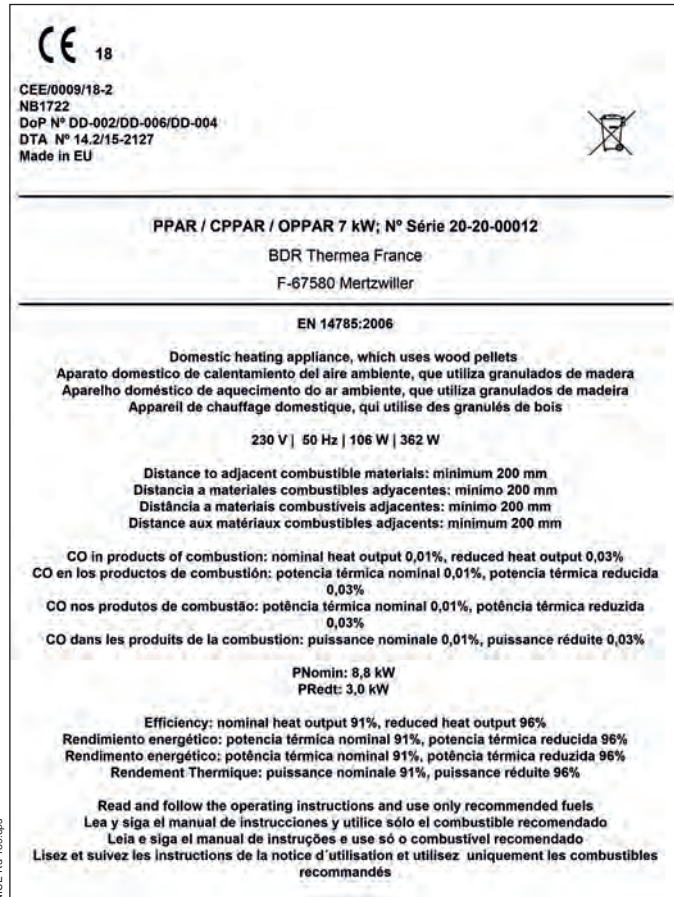 CE 18
CEE/0009/18-2
NB1722
DoP Nº DD-002/DD-006/DD-004
DTA Nº 14.2/15-2127
Made in EU
PPAR / CPPAR / OPPAR 7 kW; Nº Série 20-20-00012
BDR Thermea France
F-67580 Mertzwiller
EN 14785:2006
Domestic heating appliance, which uses wood pellets
Aparato domestico de calentamiento del aire ambiente, que utiliza granulados de madera
Aparelho doméstico de aquecimento do ar ambiente, que utiliza granulados de madeira
Appareil de chauffage domestique, qui utilise des granulés de bois
230 V | 50 Hz | 106 W | 362 W
Distance to adjacent combustible materials: minimum 200 mm
Distancia a materiales combustibles adyacentes: mínimo 200 mm
Distância a materiais combustíveis adjacentes: mínimo 200 mm
Distance aux matériaux combustibles adjacents: minimum 200 mm
CO in products of combustion: nominal heat output 0,01%, reduced heat output 0,03%
CO en los productos de combustión: potencia térmica nominal 0,01%, potencia térmica reducida
0,03%
CO nos produtos de combustão: potência térmica nominal 0,01%, potência térmica reduzida
0,03%
CO dans les produits de la combustion: puissance nominale 0,01%, puissance réduite 0,03%
PNomin: 8,8 kW
PRedt: 3,0 kW
Efficiency: nominal heat output 91%, reduced heat output 96%
Rendimiento energético: potencia térmica nominal 91%, potencia térmica reducida 96%
Rendimento energético: potência térmica nominal 91%, potência térmica reduzida 96%
Rendement Thermique: puissance nominale 91%, puissance réduite 96%
Read and follow the operating instructions and use only recommended fuels
Lea y siga el manual de instrucciones y utilice sólo el combustible recomendado
Leia e siga el manual de instruções e use só o combustível recomendado
Lisez et suivez les instructions de la notice d´utilisation et utilisez uniquement les combustibles
recommandés